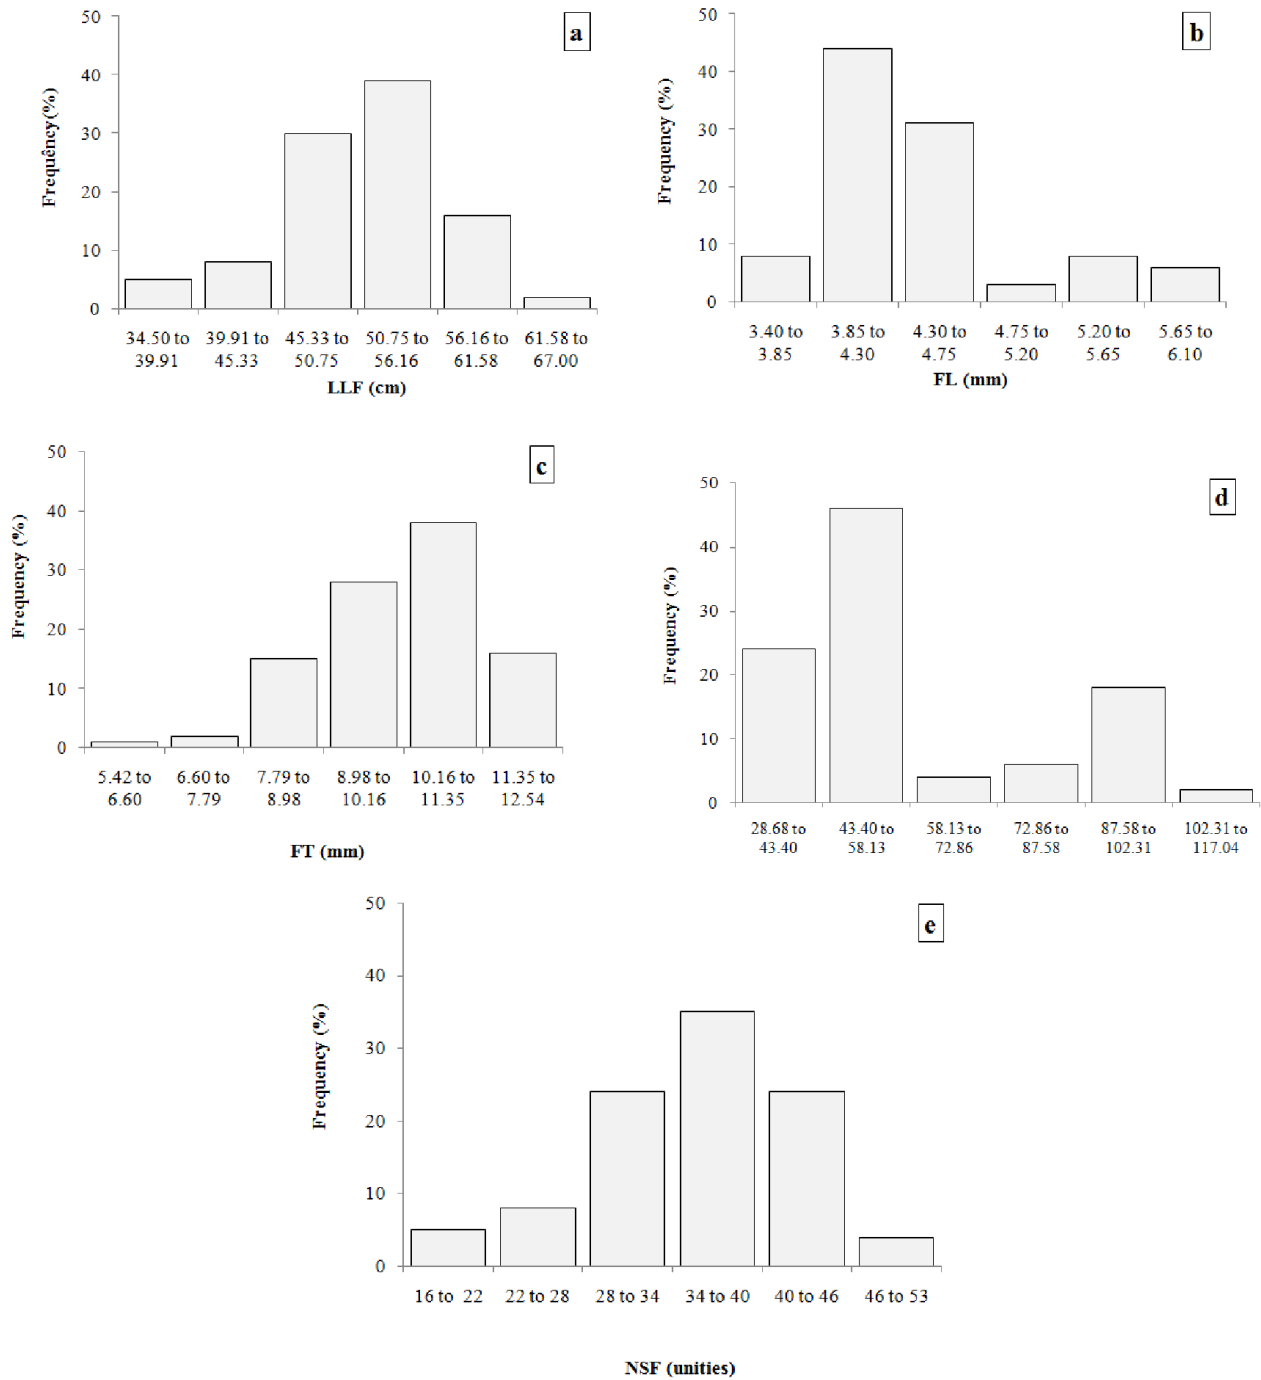 a
Frequêncy(%)
50
40
30
20
10
0
34.50 to 39.91 to 45.33 to 50.75 to 56.16 to 61.58 to
39.91 45.33 50.75 56.16 61.58 67.00
LLF (cm)
b
Frequency (%)
50
40
30
20
10
0
3.40 to 3.85 to 4.30 to 4.75 to 5.20 to 5.65 to
3.85 4.30 4.75 5.20 5.65 6.10
FL (mm)
c
Frequency (%)
50
40
30
20
10
0
5.42 to 6.60 to 7.79 to 8.98 to 10.16 to 11.35 to
6.60 7.79 8.98 10.16 11.35 12.54
FT (mm)
d
Frequency (%)
50
40
30
20
10
0
28.68 to 43.40 to 58.13 to 72.86 to 87.58 to 102.31 to
43.40 58.13 72.86 87.58 102.31 117.04
e
Frequency (%)
50
40
30
20
10
0
16 to 22 22 to 28 28 to 34 34 to 40 40 to 46 46 to 53
NSF (unities)